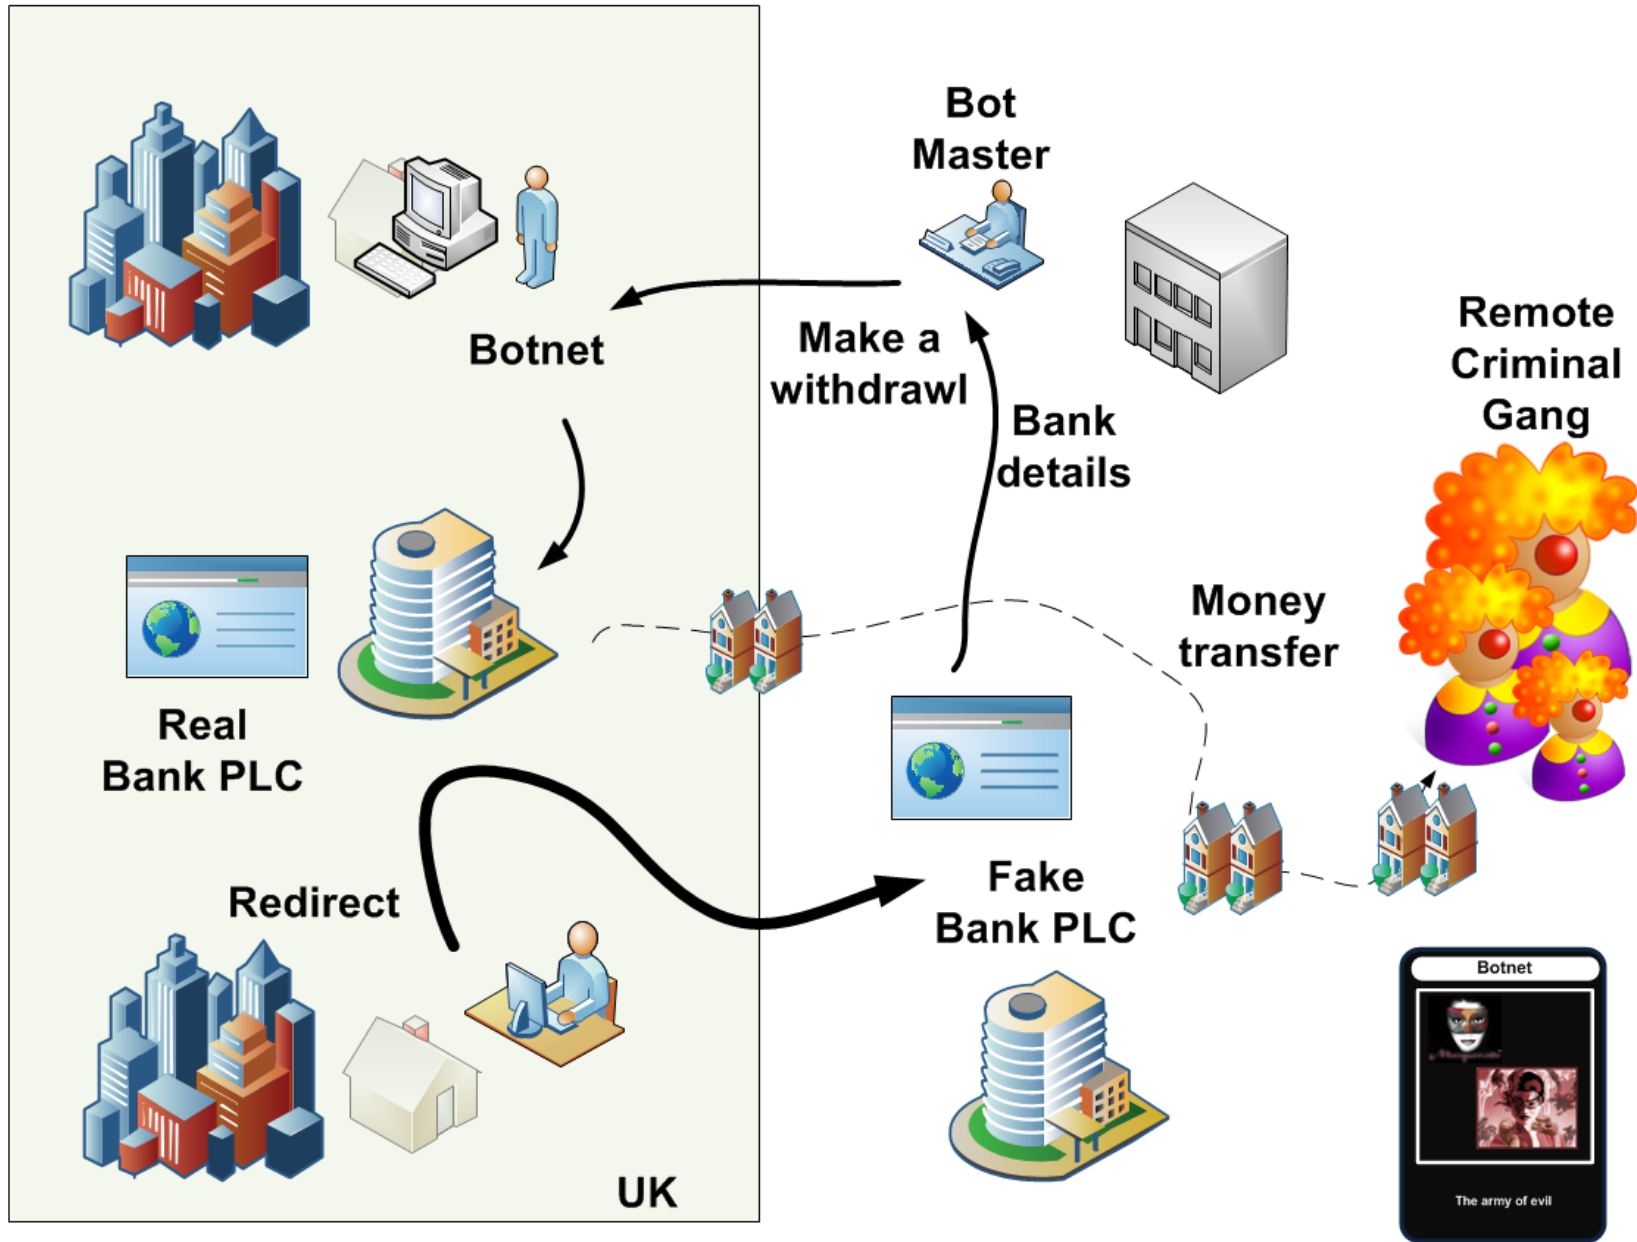 Bot
Master
Botnet
Make a
withdrawl
Bank
details
Remote
Criminal
Gang
Real
Bank PLC
Money
transfer
Redirect
Fake
Bank PLC
UK
Botnet
The army of evil